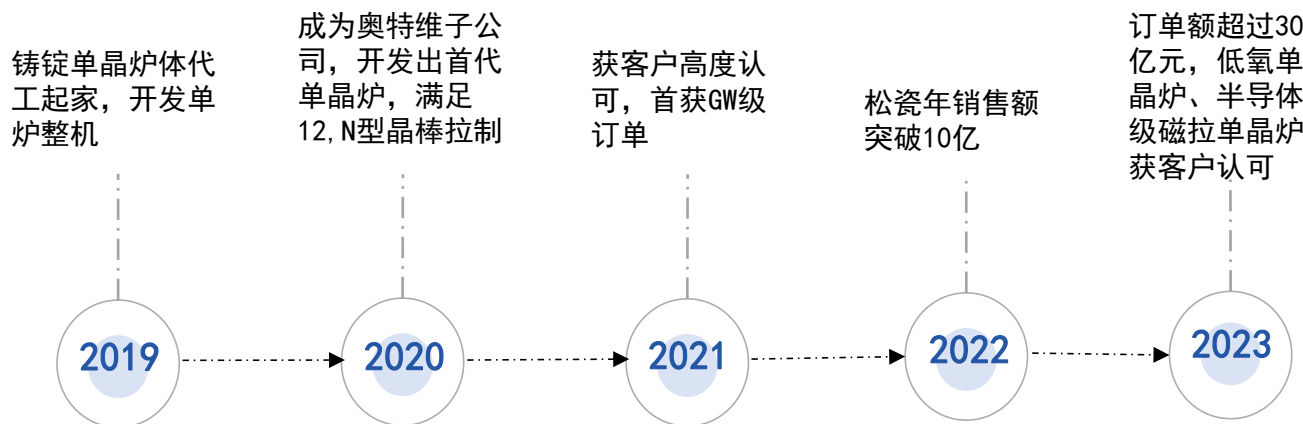 铸锭单晶炉体代
工起家，开发单
炉整机
成为奥特维子公
司，开发出首代
单晶炉，满足
12,N型晶棒拉制
获客户高度认
可，首获GW级
订单
松瓷年销售额
突破10亿
订单额超过30
亿元，低氧单
晶炉、半导体
级磁拉单晶炉
获客户认可
2019
2020
2021
2022
2023